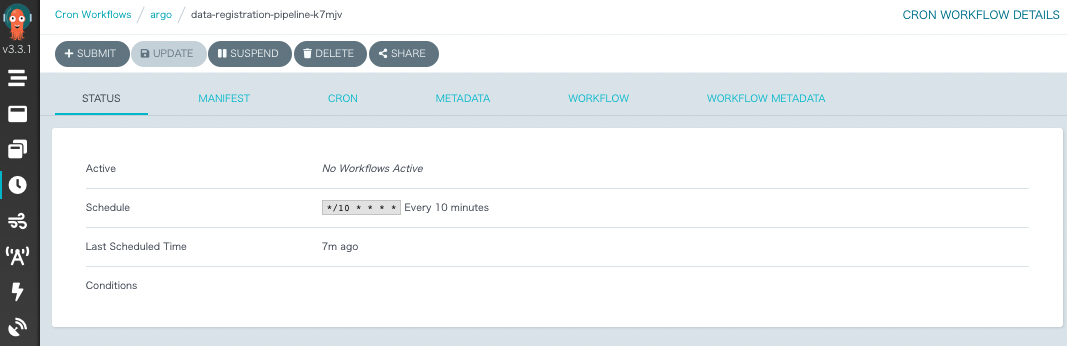 Cron Workflows / argo / data-registration-pipeline-k7mjv
CRON WORKFLOW DETAILS
v3.3.1
SUBMIT UPDATE SUSPEND DELETE SHARE
STATUS MANIFEST CRON METADATA WORKFLOW WORKFLOW METADATA
Active No Workflows Active
Schedule */10 * * * * Every 10 minutes
Last Scheduled Time 7m ago
Conditions